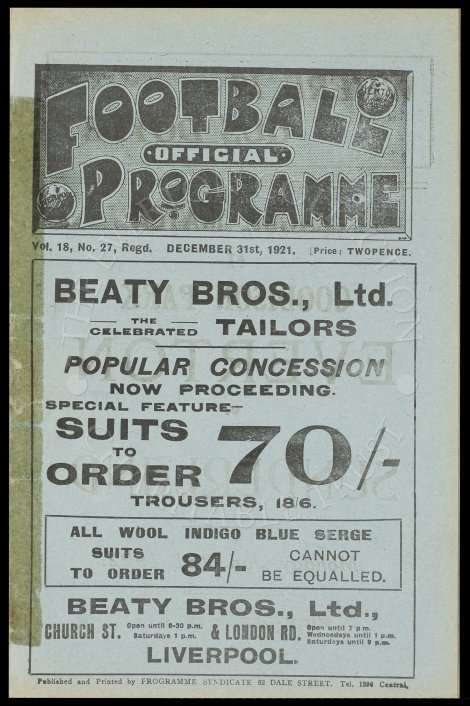 FOOTBALL
OFFICIAL
PROGRAMME
Vol. 18, No. 27, Regd. DECEMBER 31st, 1921. [Price: TWOPENCE.
BEATY BROS., Ltd.
THE CELEBRATED TAILORS
POPULAR CONCESSION
NOW PROCEEDING.
SPECIAL FEATURE—
SUITS TO ORDER 70/-
TROUSERS, 18/6.
ALL WOOL INDIGO BLUE SERGE
SUITS TO ORDER 84/- CANNOT BE EQUALLED.
BEATY BROS., Ltd.,
CHURCH ST. Open until 6-30 p.m. Saturdays 1 p.m. & LONDON RD. Open until 7 p.m. Wednesdays until 1 p.m. Saturdays until 9 p.m.
LIVERPOOL.
Published and Printed by PROGRAMME SYNDICATE 62 DALE STREET. Tel. 1396 Central.